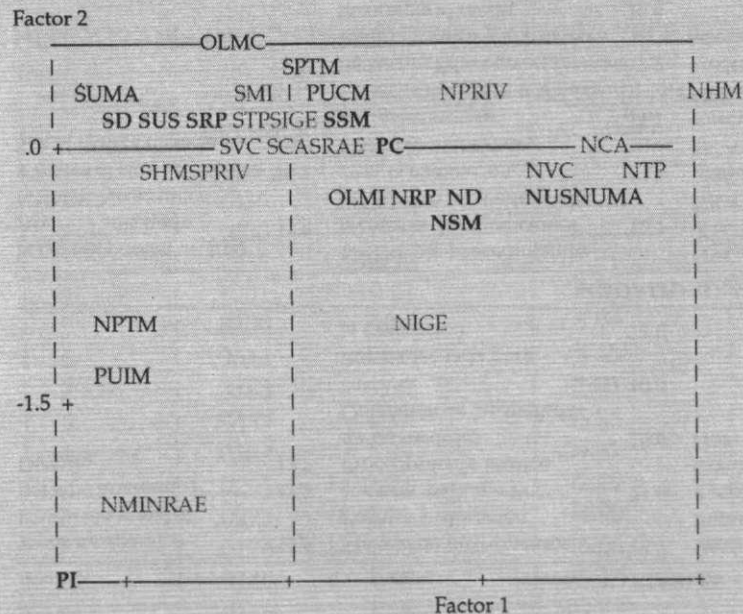 Factor 2
OLMC
SPTM
SUMA SMI PUCM NPRIV NHM
SD SUS SRP STPSIGE SSM
.0 SVC SCASRAE PC NCA
SHMSPRIV NVC NTP
OLMI NRP ND NUSNUMA
NSM
NPTM NIGE
PUIM
-1.5
NMINRAE
PI
Factor 1